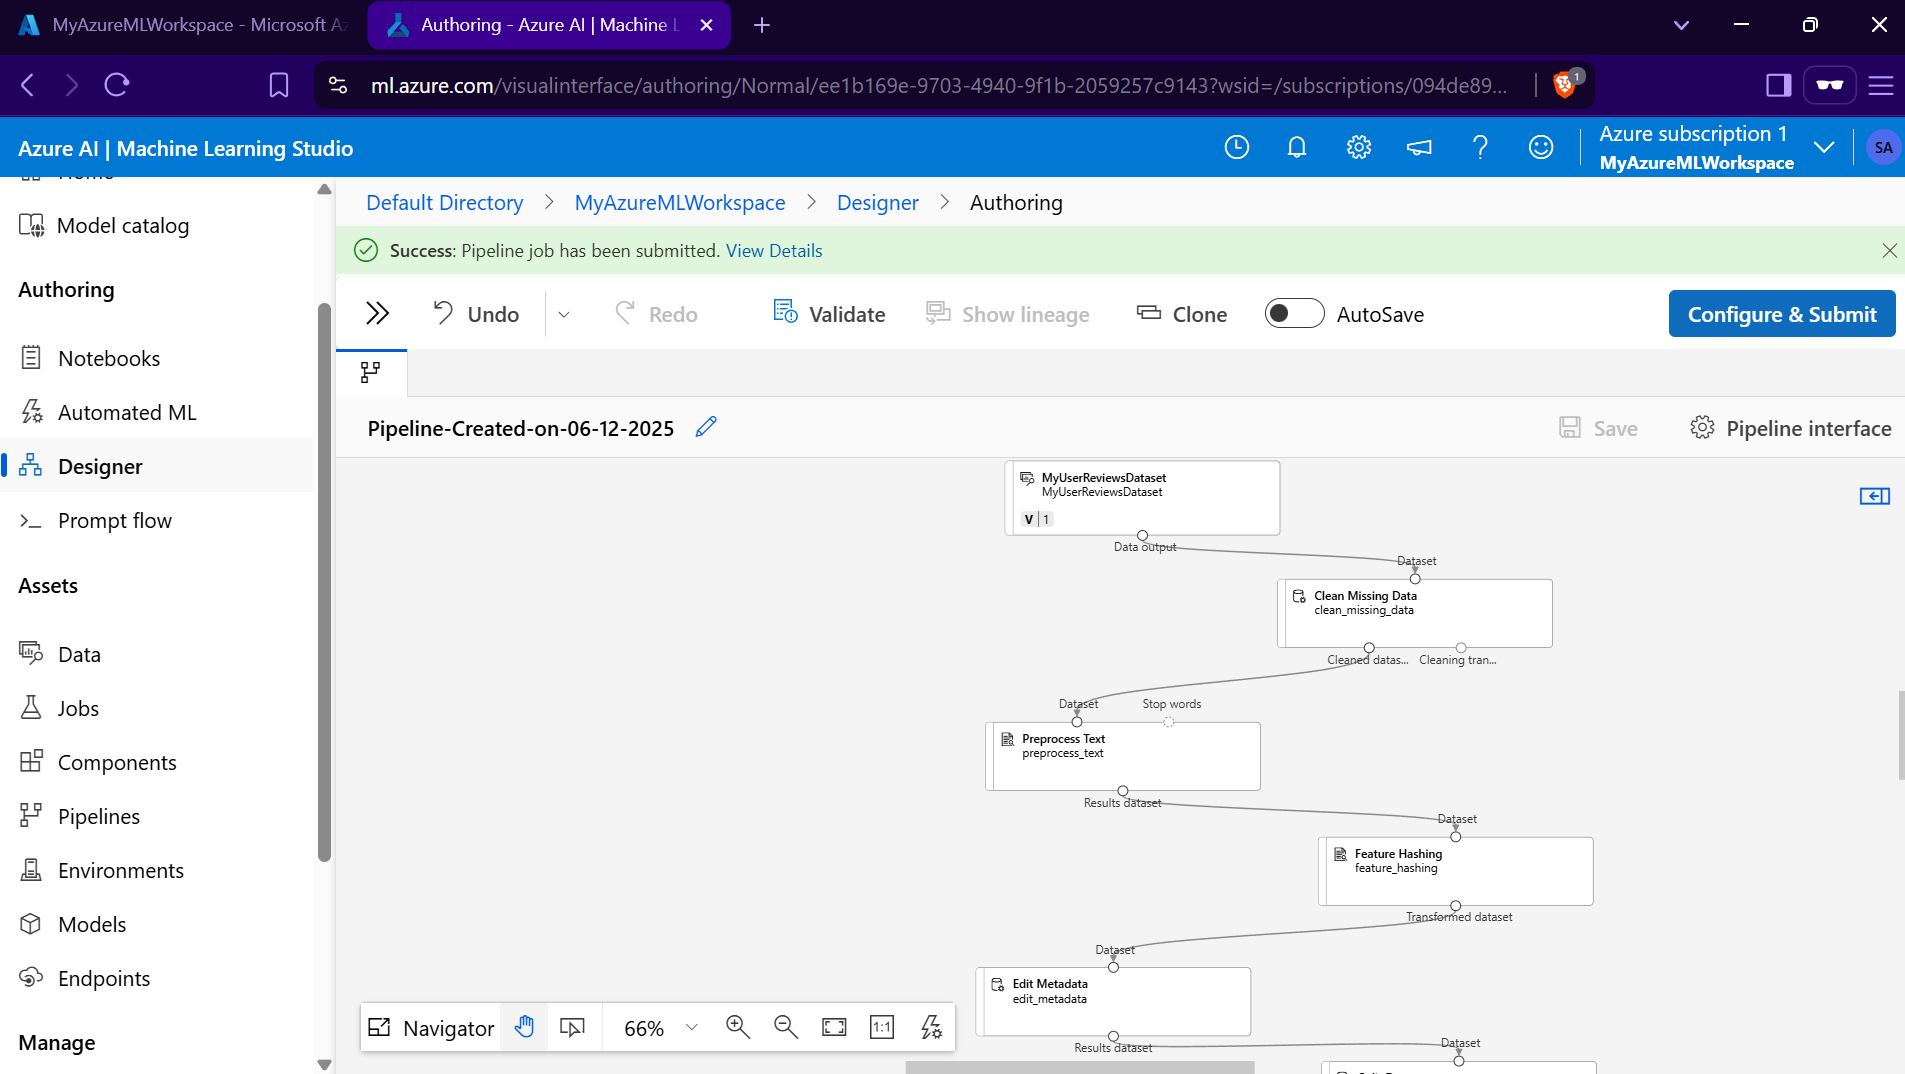 MyAzureMLWorkspace - Microsoft Az
Authoring - Azure AI | Machine L
ml.azure.com/visualinterface/authoring/Normal/ee1b169e-9703-4940-9f1b-2059257c9143?wsid=/subscriptions/094de89...
1
Azure AI | Machine Learning Studio
Azure subscription 1
MyAzureMLWorkspace
SA
Home
Model catalog
Authoring
Notebooks
Automated ML
Designer
Prompt flow
Assets
Data
Jobs
Components
Pipelines
Environments
Models
Endpoints
Manage
Default Directory > MyAzureMLWorkspace > Designer > Authoring
Success: Pipeline job has been submitted. View Details
Undo
Redo
Validate
Show lineage
Clone
AutoSave
Configure & Submit
Pipeline-Created-on-06-12-2025
Save
Pipeline interface
MyUserReviewsDataset
MyUserReviewsDataset
V | 1
Data output
Dataset
Clean Missing Data
clean_missing_data
Cleaned datas...
Cleaning tran...
Dataset
Stop words
Preprocess Text
preprocess_text
Results dataset
Dataset
Feature Hashing
feature_hashing
Transformed dataset
Dataset
Edit Metadata
edit_metadata
Results dataset
Dataset
Navigator
66%
1:1